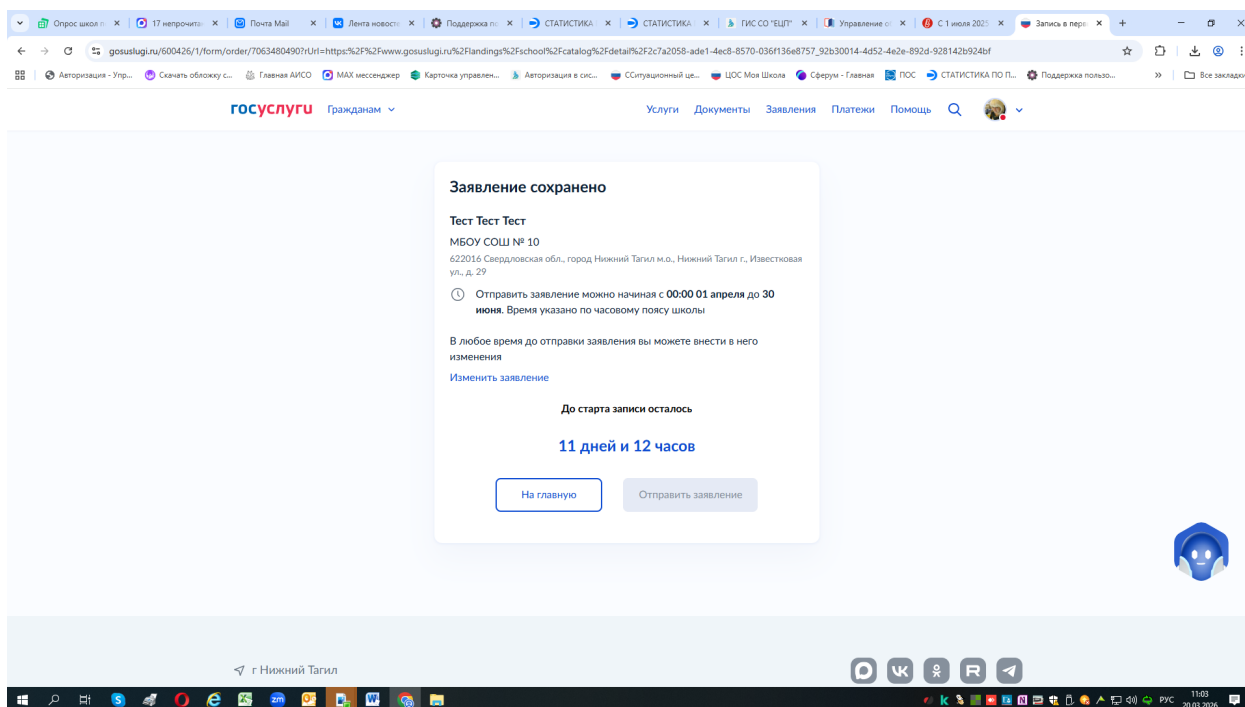 Опрос школ п
17 непрочита
Почта Mail
Лента новосте
Поддержка по
СТАТИСТИКА
СТАТИСТИКА
ГИС СО "ЕЦП"
Управление о
С 1 июля 2025
Запись в перв
gosuslugi.ru/600426/1/form/order/7063480490?rUrl=https:%2F%2Fwww.gosuslugi.ru%2Flandings%2Fschool%2Fcatalog%2Fdetail%2F2c7a2058-ade1-4ec8-8570-036f136e8757_92b30014-4d52-4e2e-892d-928142b924bf
Авторизация - Упр...
Скачать обложку с...
Главная АИСО
MAX мессенджер
Карточка управлен...
Авторизация в сис...
ССитуационный це...
ЦОС Моя Школа
Сферум - Главная
ПОС
СТАТИСТИКА ПО П...
Поддержка пользо...
»
Все закладки
госуслуги
Гражданам
Услуги
Документы
Заявления
Платежи
Помощь
Заявление сохранено
Тест Тест Тест
МБОУ СОШ № 10
622016 Свердловская обл., город Нижний Тагил м.о., Нижний Тагил г., Известковая
ул., д. 29
Отправить заявление можно начиная с 00:00 01 апреля до 30
июня. Время указано по часовому поясу школы
В любое время до отправки заявления вы можете внести в него
изменения
Изменить заявление
До старта записи осталось
11 дней и 12 часов
На главную
Отправить заявление
г Нижний Тагил
РУС
11:03
20.03.2026